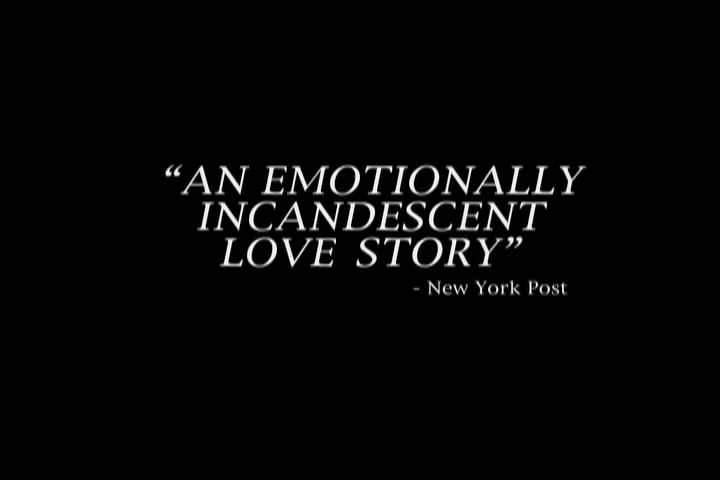 “AN EMOTIONALLY
INCANDESCENT
LOVE STORY”
- New York Post